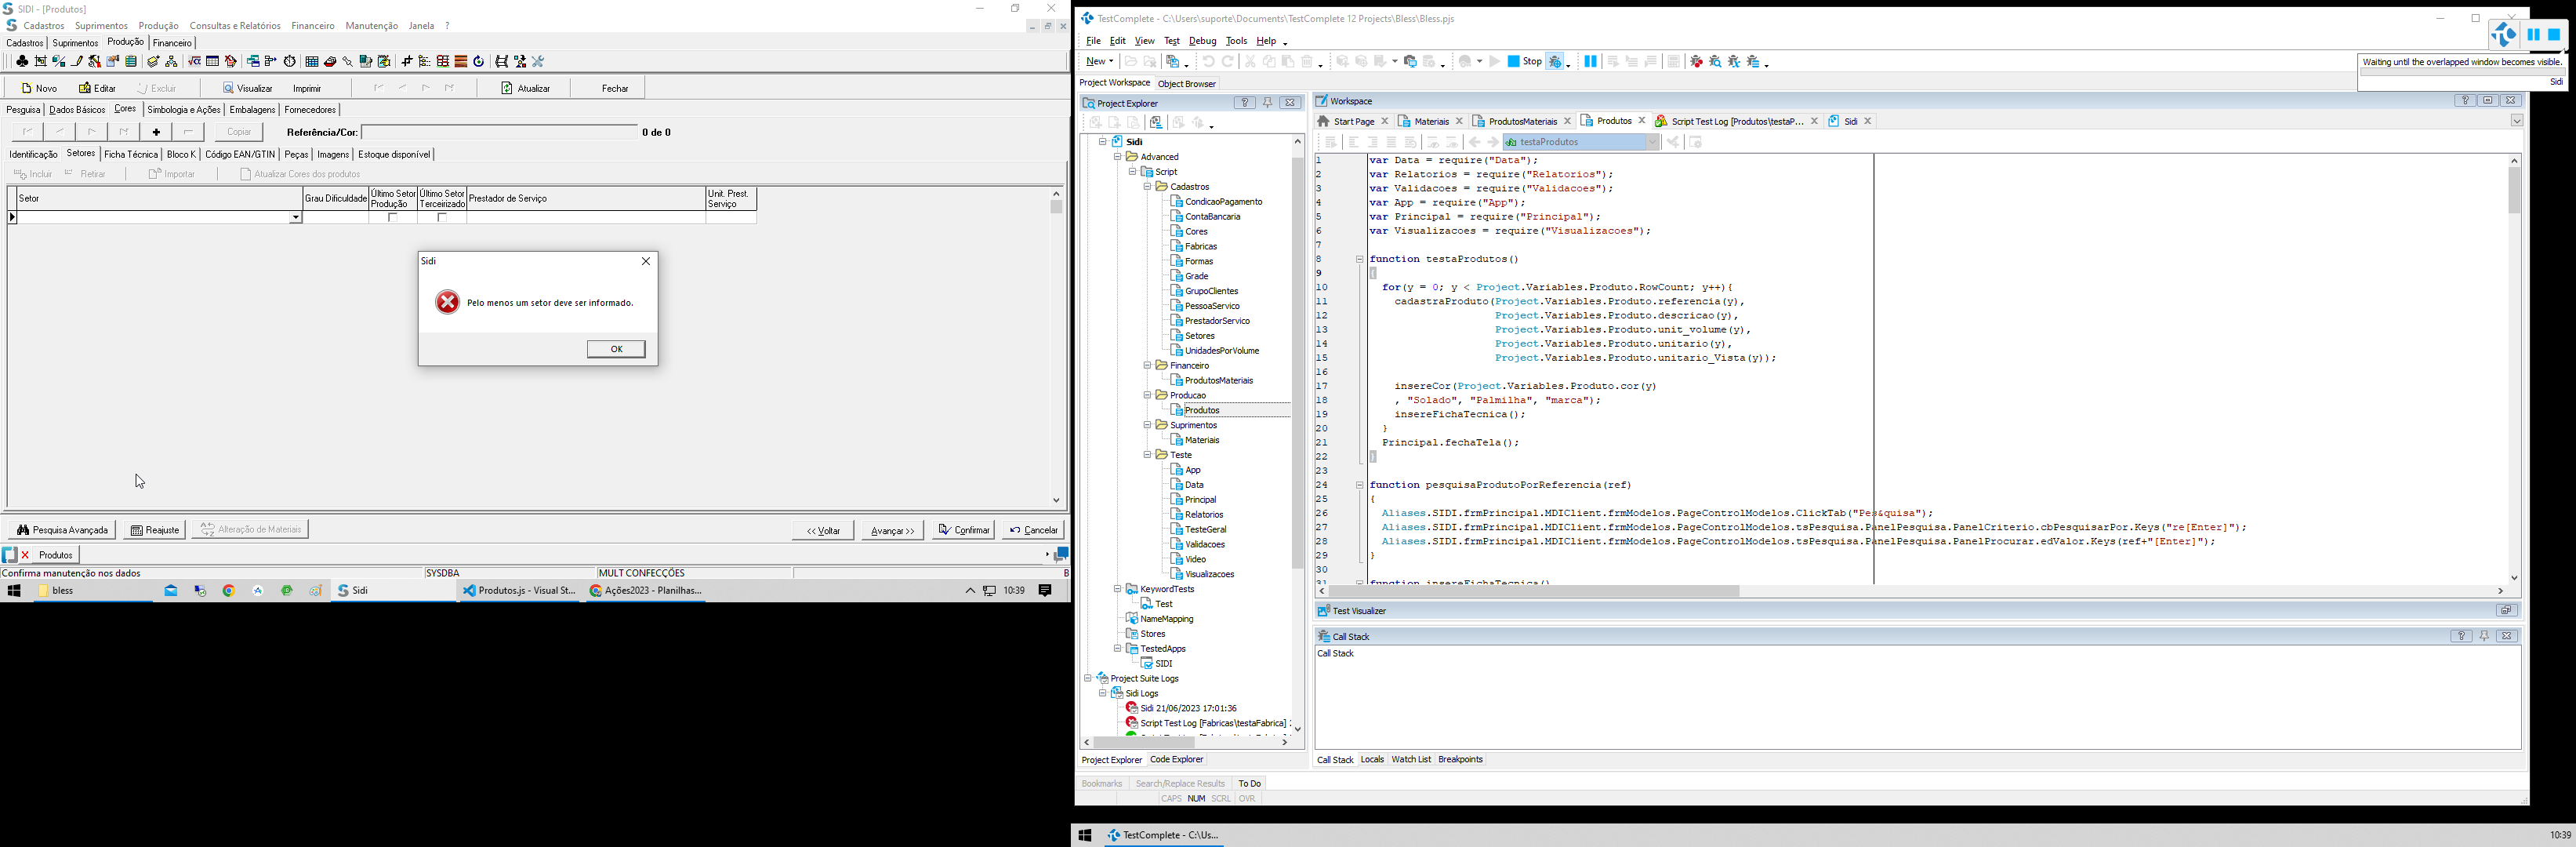 SIDI - [Produtos]
Cadastros Suprimentos Produção Consultas e Relatórios Financeiro Manutenção Janela ?
Cadastros Suprimentos Produção Financeiro
Novo Editar Excluir Visualizar Imprimir Atualizar Fechar
Pesquisa Dados Básicos Cores Simbologia e Ações Embalagens Fornecedores
Copiar Referência/Cor: 0 de 0
Identificação Setores Ficha Técnica Bloco K Código EAN/GTIN Peças Imagens Estoque disponível
Incluir Retirar Importar Atualizar Cores dos produtos
Setor Grau Dificuldade Último Setor Produção Último Setor Terceirizado Prestador de Serviço Unit. Prest. Serviço
Sidi
Pelo menos um setor deve ser informado.
OK
Pesquisa Avançada Reajuste Alteração de Materiais << Voltar Avançar >> Confirmar Cancelar
Produtos
Confirma manutenção nos dados SYSDBA MULT CONFECÇÕES B
bless Sidi Produtos.js - Visual St... Ações2023 - Planilhas... 10:39
TestComplete - C:\Users\suporte\Documents\TestComplete 12 Projects\Bless\Bless.pjs
File Edit View Test Debug Tools Help
New Stop
Waiting until the overlapped window becomes visible.
Sidi
Project Workspace Object Browser
Project Explorer
Sidi
Advanced
Script
Cadastros
CondicaoPagamento
ContaBancaria
Cores
Fabricas
Formas
Grade
GrupoClientes
PessoaServico
PrestadorServico
Setores
UnidadesPorVolume
Financeiro
ProdutosMateriais
Producao
Produtos
Suprimentos
Materiais
Teste
App
Data
Principal
Relatorios
TesteGeral
Validacoes
Video
Visualizacoes
KeywordTests
Test
NameMapping
Stores
TestedApps
SIDI
Project Suite Logs
Sidi Logs
Sidi 21/06/2023 17:01:36
Script Test Log [Fabricas\testaFabrica]
Project Explorer Code Explorer
Workspace
Start Page Materiais ProdutosMateriais Produtos Script Test Log [Produtos\testaP... Sidi
testaProdutos
1 var Data = require("Data");
2 var Relatorios = require("Relatorios");
3 var Validacoes = require("Validacoes");
4 var App = require("App");
5 var Principal = require("Principal");
6 var Visualizacoes = require("Visualizacoes");
7
8 function testaProdutos()
9 {
10 for(y = 0; y < Project.Variables.Produto.RowCount; y++){
11 cadastraProduto(Project.Variables.Produto.referencia(y),
12 Project.Variables.Produto.descricao(y),
13 Project.Variables.Produto.unit_volume(y),
14 Project.Variables.Produto.unitario(y),
15 Project.Variables.Produto.unitario_Vista(y));
16
17 insereCor(Project.Variables.Produto.cor(y)
18 , "Solado", "Palmilha", "marca");
19 insereFichaTecnica();
20 }
21 Principal.fechaTela();
22 }
23
24 function pesquisaProdutoPorReferencia(ref)
25 {
26 Aliases.SIDI.frmPrincipal.MDIClient.frmModelos.PageControlModelos.ClickTab("Pes&quisa");
27 Aliases.SIDI.frmPrincipal.MDIClient.frmModelos.PageControlModelos.tsPesquisa.PanelPesquisa.PanelCriterio.cbPesquisarPor.Keys("re[Enter]");
28 Aliases.SIDI.frmPrincipal.MDIClient.frmModelos.PageControlModelos.tsPesquisa.PanelPesquisa.PanelProcurar.edValor.Keys(ref+"[Enter]");
29 }
30
31 function insereFichaTecnica()
Test Visualizer
Call Stack
Call Stack
Call Stack Locals Watch List Breakpoints
Bookmarks Search/Replace Results To Do
CAPS NUM SCRL OVR
TestComplete - C:\Us... 10:39